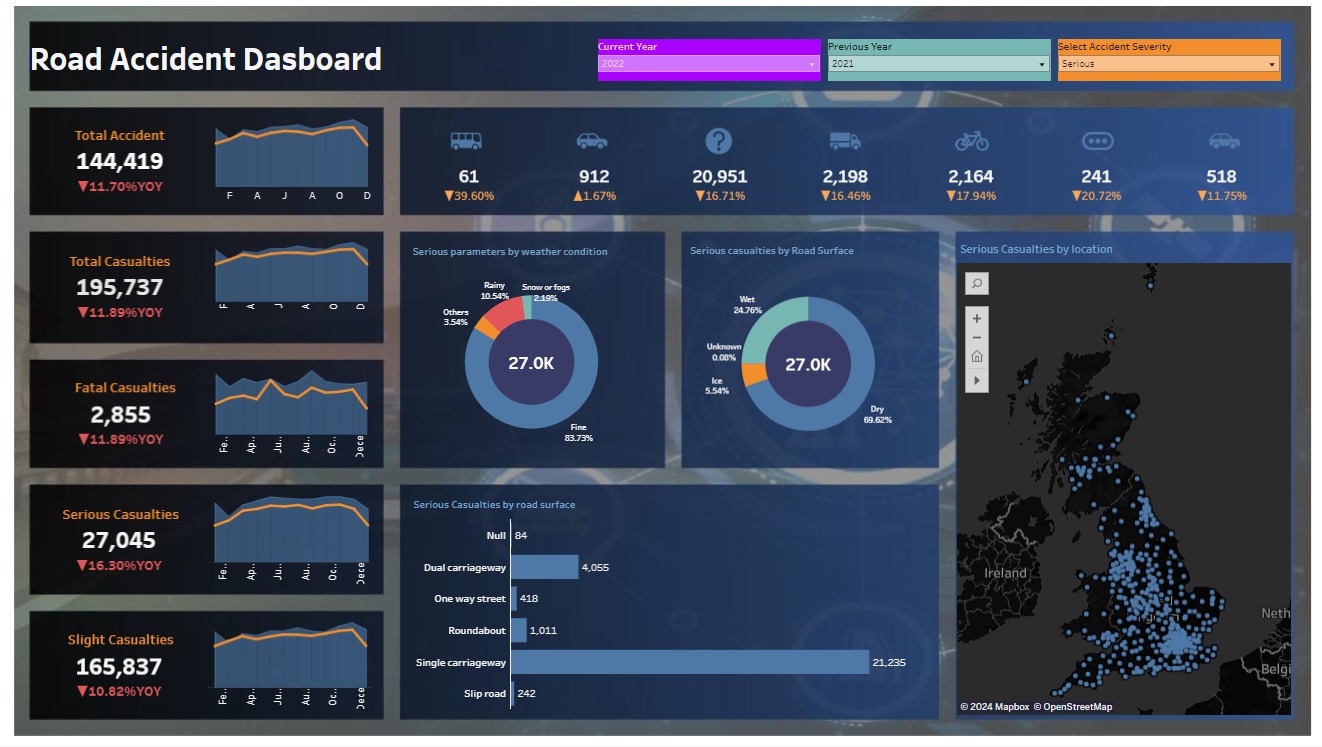 Road Accident Dasboard
Current Year
2022
Previous Year
2021
Select Accident Severity
Serious
Total Accident
144,419
▼11.70%YOY
F A J A O D
61
▼39.60%
912
▲1.67%
?
20,951
▼16.71%
2,198
▼16.46%
2,164
▼17.94%
241
▼20.72%
518
▼11.75%
Total Casualties
195,737
▼11.89%YOY
F A J A O D
Fatal Casualties
2,855
▼11.89%YOY
Fe.. Ap.. Ju.. Au.. Oc.. Dece
Serious Casualties
27,045
▼16.30%YOY
Fe.. Ap.. Ju.. Au.. Oc.. Dece
Slight Casualties
165,837
▼10.82%YOY
Fe.. Ap.. Ju.. Au.. Oc.. Dece
Serious parameters by weather condition
Rainy
10.54%
Snow or fogs
2.19%
Others
3.54%
27.0K
Fine
83.73%
Serious casualties by Road Surface
Wet
24.76%
Unknown
0.08%
27.0K
Ice
5.54%
Dry
69.62%
Serious Casualties by road surface
Null 84
Dual carriageway 4,055
One way street 418
Roundabout 1,011
Single carriageway 21,235
Slip road 242
Serious Casualties by location
Ireland
Neth
Belgi
© 2024 Mapbox © OpenStreetMap